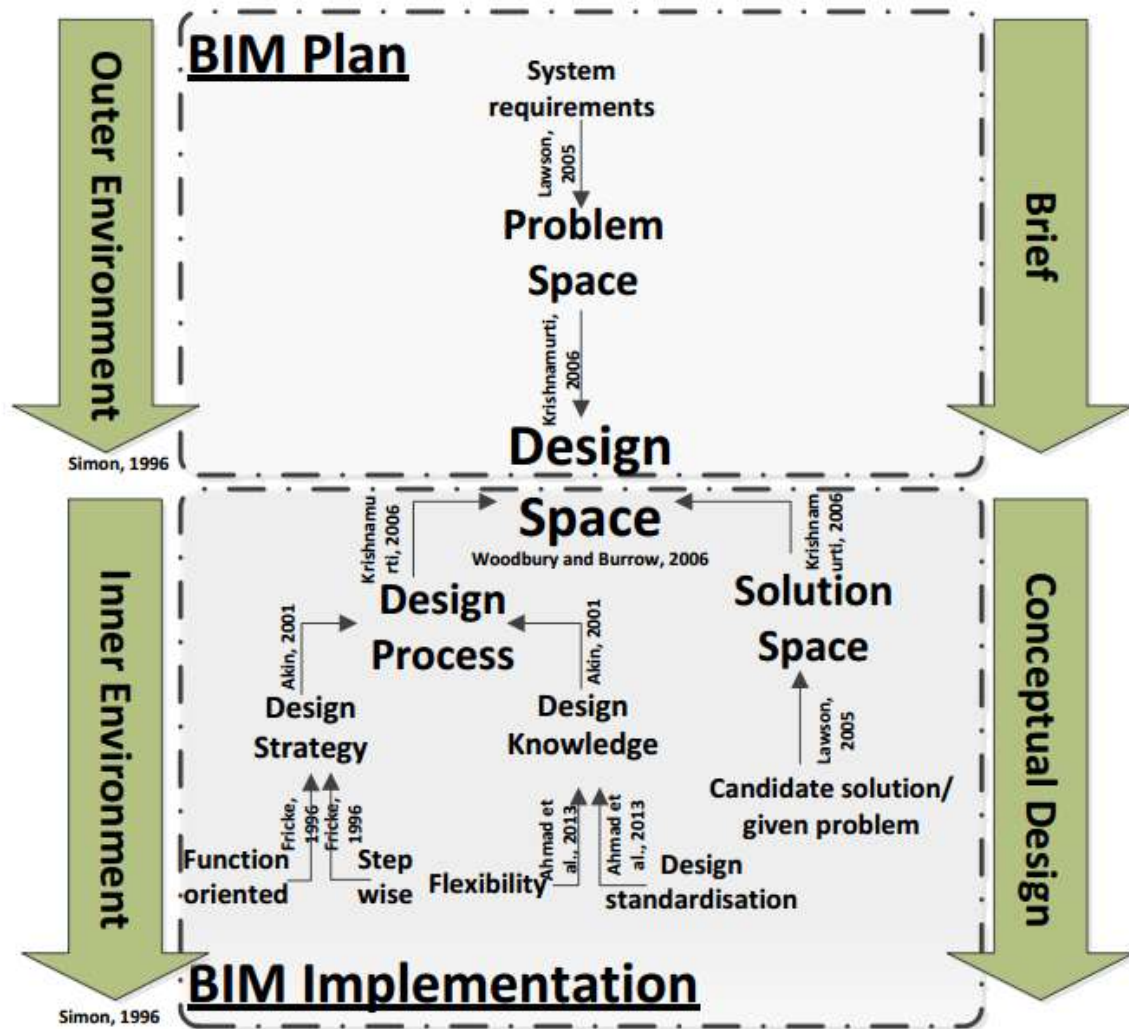 BIM Plan
Outer Environment
Simon, 1996
Brief
System
requirements
Lawson,
2005
Problem
Space
Krishnamurti,
2006
Design
Space
Woodbury and Burrow, 2006
Krishnamu
rti, 2006
Krishnam
urti, 2006
Design
Process
Solution
Space
Akin, 2001
Akin, 2001
Design
Strategy
Design
Knowledge
Lawson,
2005
Candidate solution/
given problem
Fricke,
1996
Fricke,
1996
Ahmad et
al., 2013
Ahmad et
al., 2013
Function
oriented
Step
wise
Flexibility
Design
standardisation
Inner Environment
Simon, 1996
Conceptual Design
BIM Implementation